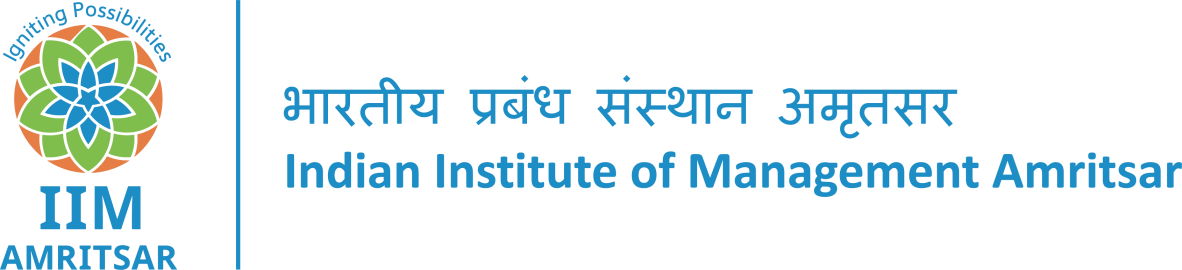 Igniting Possibilities
IIM
AMRITSAR
भारतीय प्रबंध संस्थान अमृतसर
Indian Institute of Management Amritsar